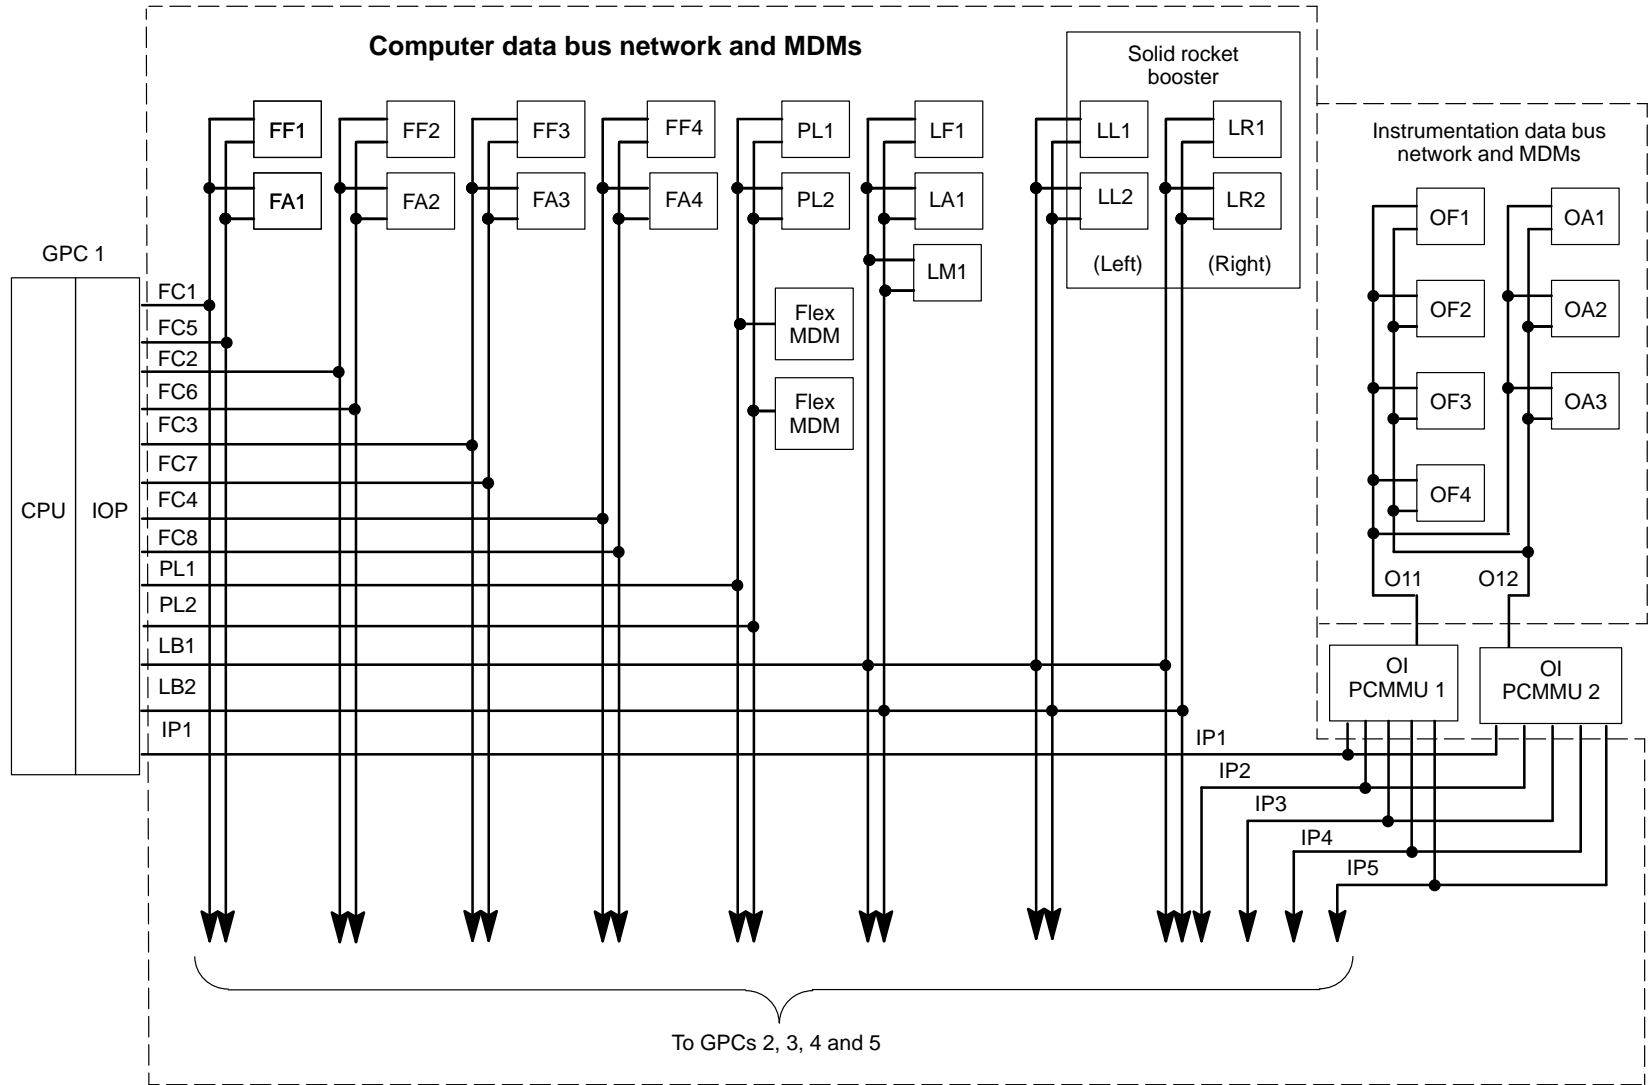 Computer data bus network and MDMs
Solid rocket
booster
FF1
FF2
FF3
FF4
PL1
LF1
LL1
LR1
FA1
FA2
FA3
FA4
PL2
LA1
LL2
LR2
LM1
(Left)
(Right)
Flex
MDM
Flex
MDM
Instrumentation data bus
network and MDMs
OF1
OA1
OF2
OA2
OF3
OA3
OF4
O11
O12
OI
PCMMU 1
OI
PCMMU 2
GPC 1
CPU
IOP
FC1
FC5
FC2
FC6
FC3
FC7
FC4
FC8
PL1
PL2
LB1
LB2
IP1
IP1
IP2
IP3
IP4
IP5
To GPCs 2, 3, 4 and 5